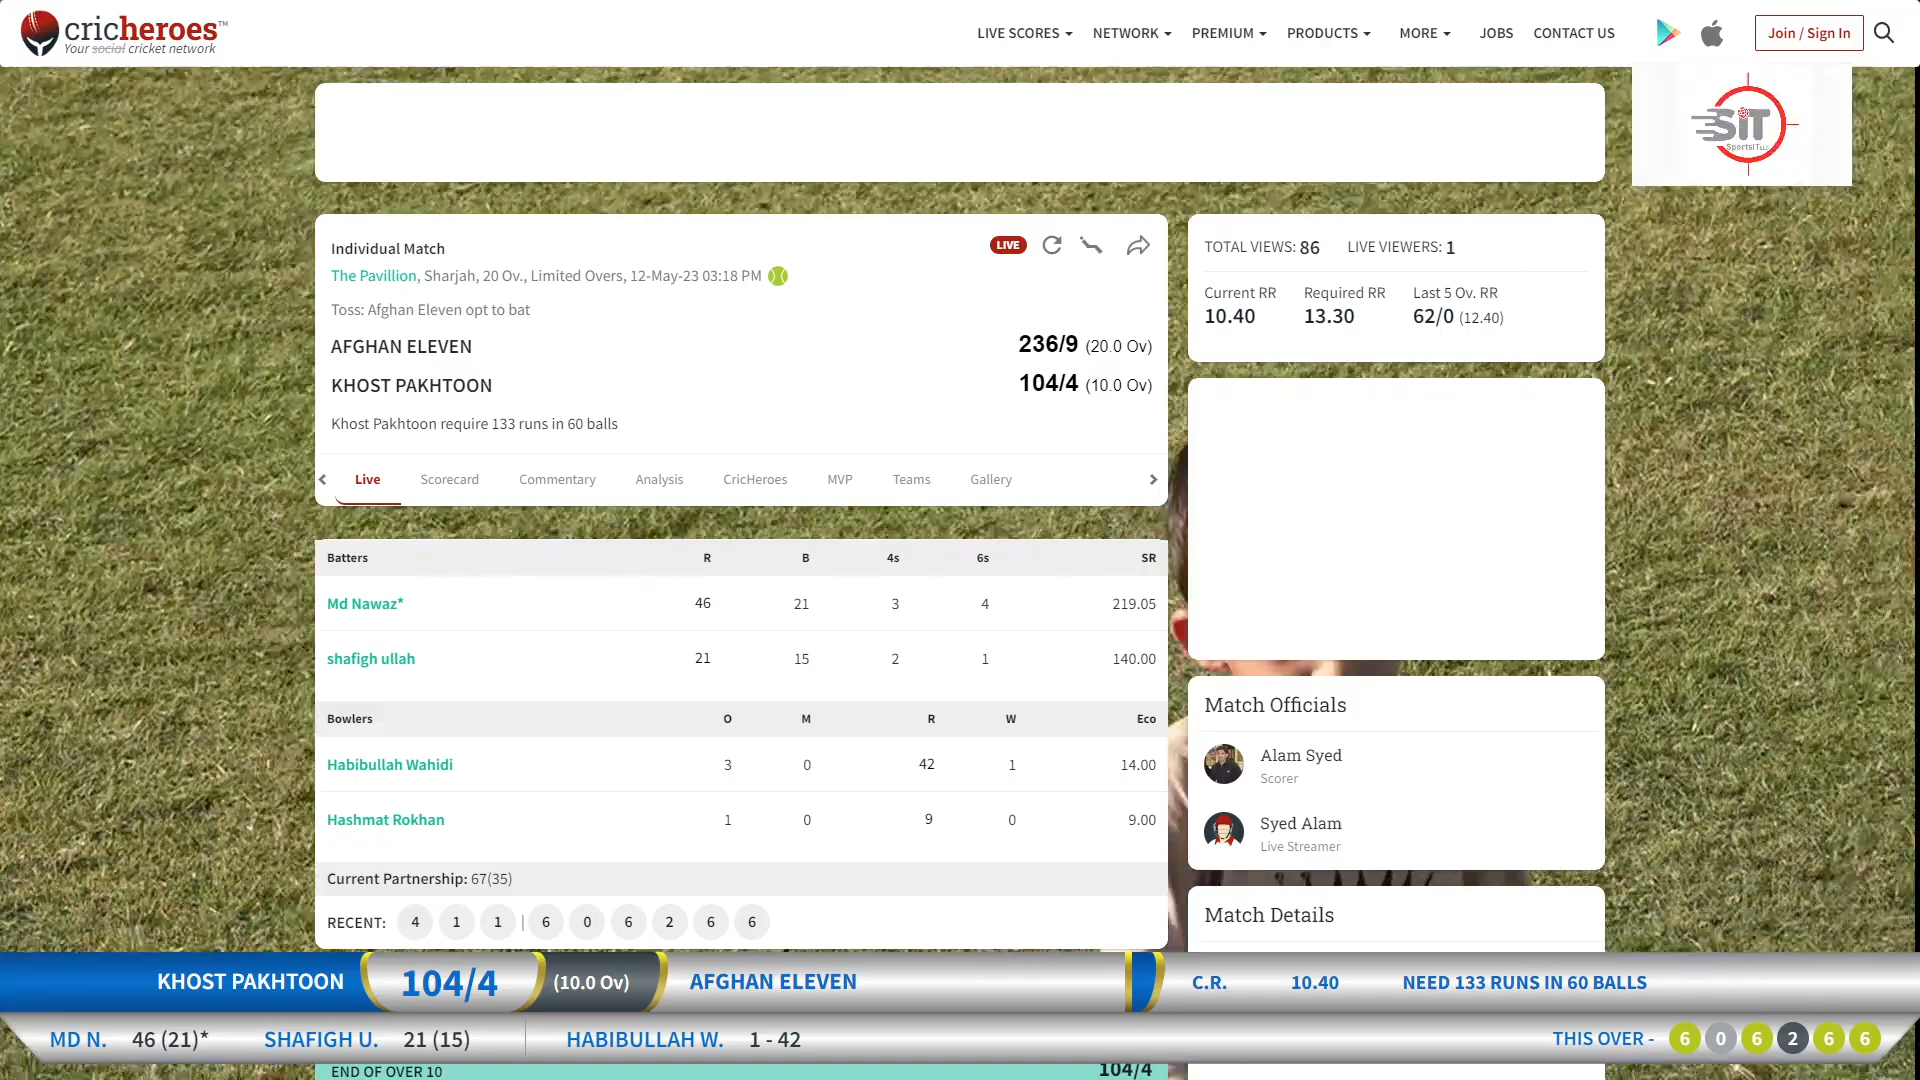 cricheroes™
Your social cricket network
LIVE SCORES NETWORK PREMIUM PRODUCTS MORE JOBS CONTACT US Join / Sign In
SiT
SportsIT LLC
Individual Match
LIVE
The Pavillion, Sharjah, 20 Ov., Limited Overs, 12-May-23 03:18 PM
Toss: Afghan Eleven opt to bat
AFGHAN ELEVEN 236/9 (20.0 Ov)
KHOST PAKHTOON 104/4 (10.0 Ov)
Khost Pakhtoon require 133 runs in 60 balls
Live Scorecard Commentary Analysis CricHeroes MVP Teams Gallery
TOTAL VIEWS: 86 LIVE VIEWERS: 1
Current RR Required RR Last 5 Ov. RR
10.40 13.30 62/0 (12.40)
Batters R B 4s 6s SR
Md Nawaz* 46 21 3 4 219.05
shafigh ullah 21 15 2 1 140.00
Bowlers O M R W Eco
Habibullah Wahidi 3 0 42 1 14.00
Hashmat Rokhan 1 0 9 0 9.00
Current Partnership: 67(35)
RECENT: 4 1 1 | 6 0 6 2 6 6
Match Officials
Alam Syed
Scorer
Syed Alam
Live Streamer
Match Details
KHOST PAKHTOON 104/4 (10.0 Ov) AFGHAN ELEVEN C.R. 10.40 NEED 133 RUNS IN 60 BALLS
MD N. 46 (21)* SHAFIGH U. 21 (15) HABIBULLAH W. 1 - 42 THIS OVER - 6 0 6 2 6 6
END OF OVER 10 104/4